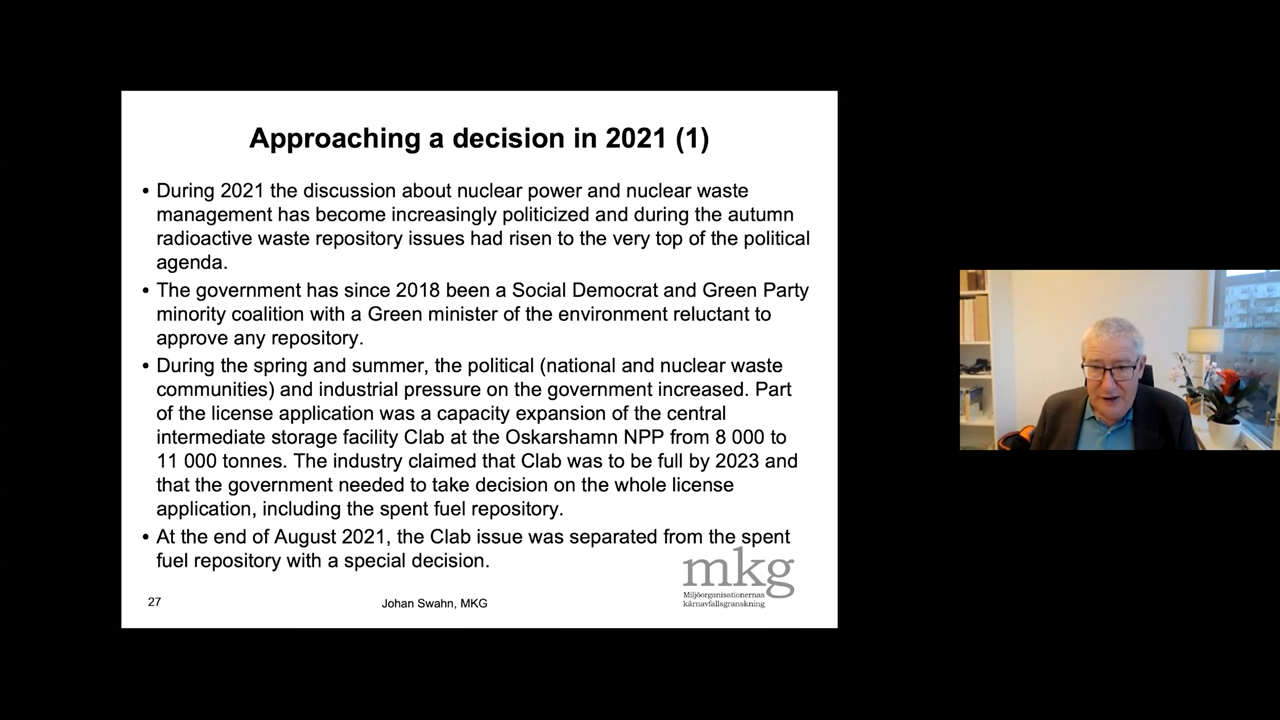 Approaching a decision in 2021 (1)
• During 2021 the discussion about nuclear power and nuclear waste
management has become increasingly politicized and during the autumn
radioactive waste repository issues had risen to the very top of the political
agenda.
• The government has since 2018 been a Social Democrat and Green Party
minority coalition with a Green minister of the environment reluctant to
approve any repository.
• During the spring and summer, the political (national and nuclear waste
communities) and industrial pressure on the government increased. Part
of the license application was a capacity expansion of the central
intermediate storage facility Clab at the Oskarshamn NPP from 8 000 to
11 000 tonnes. The industry claimed that Clab was to be full by 2023 and
that the government needed to take decision on the whole license
application, including the spent fuel repository.
• At the end of August 2021, the Clab issue was separated from the spent
fuel repository with a special decision.
mkg
Miljöorganisationernas
kärnavfallsgranskning
27
Johan Swahn, MKG